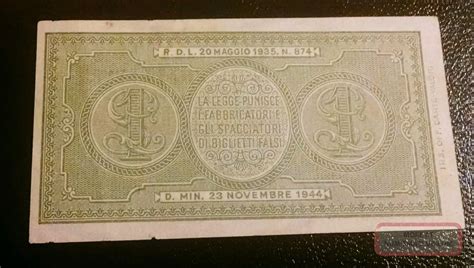 R. D. L. 20 MAGGIO 1935, N. 874
LA LEGGE PUNISCE
I FABBRICATORI E
GLI SPACCIATORI
DI BIGLIETTI FALSI
D. MIN. 23 NOVEMBRE 1944